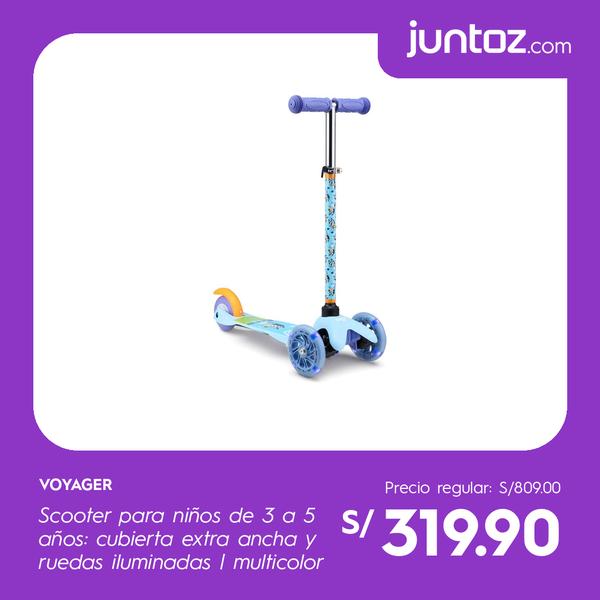 juntoz.com
VOYAGER
Scooter para niños de 3 a 5
años: cubierta extra ancha y
ruedas iluminadas | multicolor
Precio regular: S/809.00
S/ 319.90